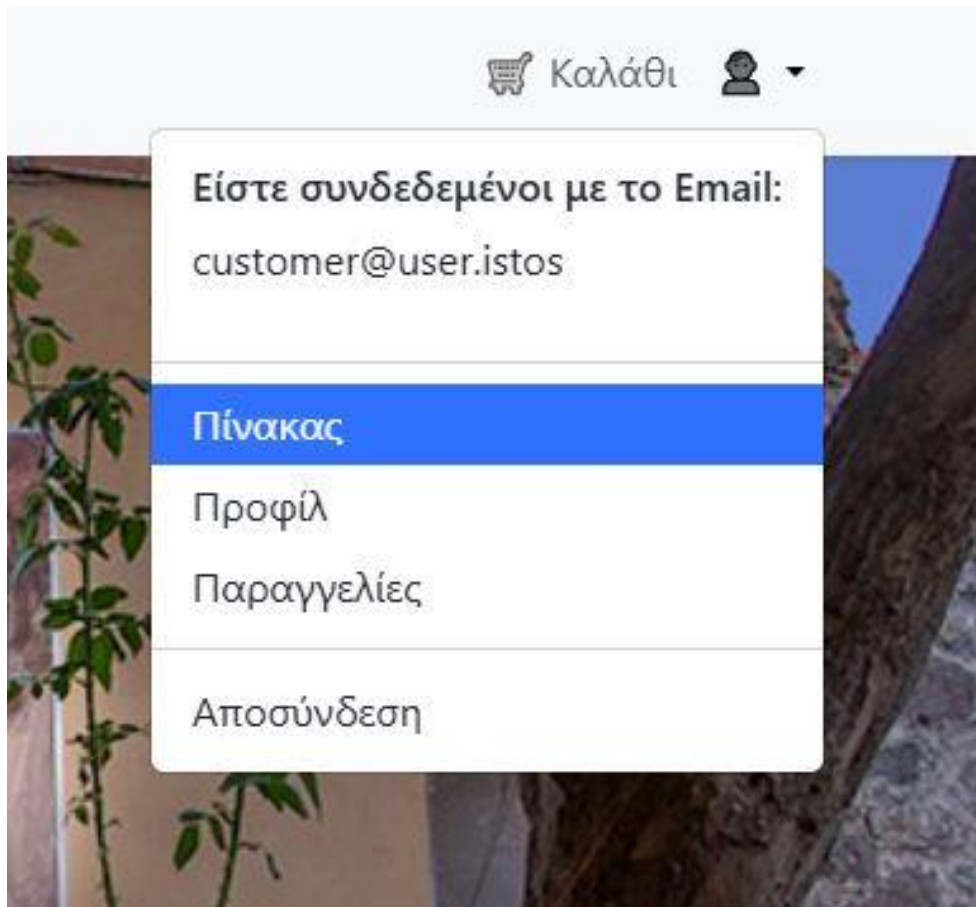 Καλάθι
Είστε συνδεδεμένοι με το Email:
customer@user.istos
Πίνακας
Προφίλ
Παραγγελίες
Αποσύνδεση